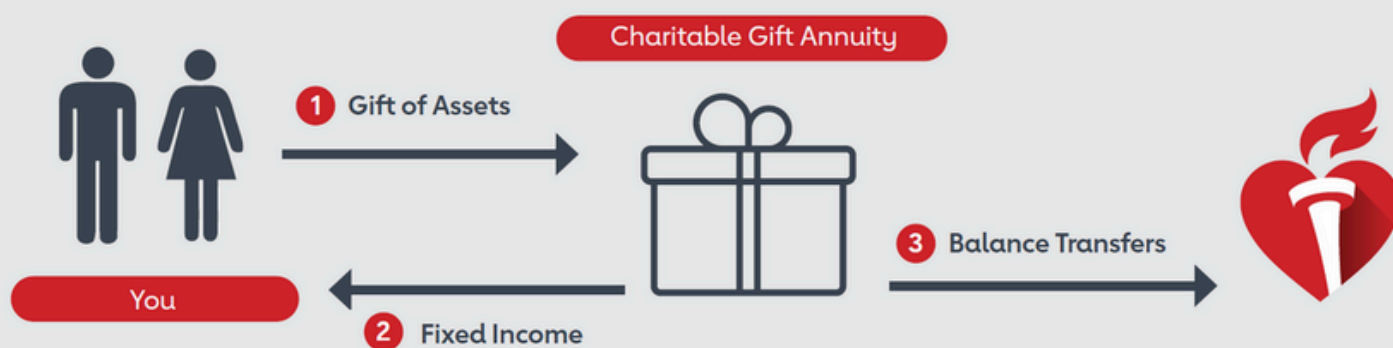 Charitable Gift Annuity
1 Gift of Assets
3 Balance Transfers
You
2 Fixed Income